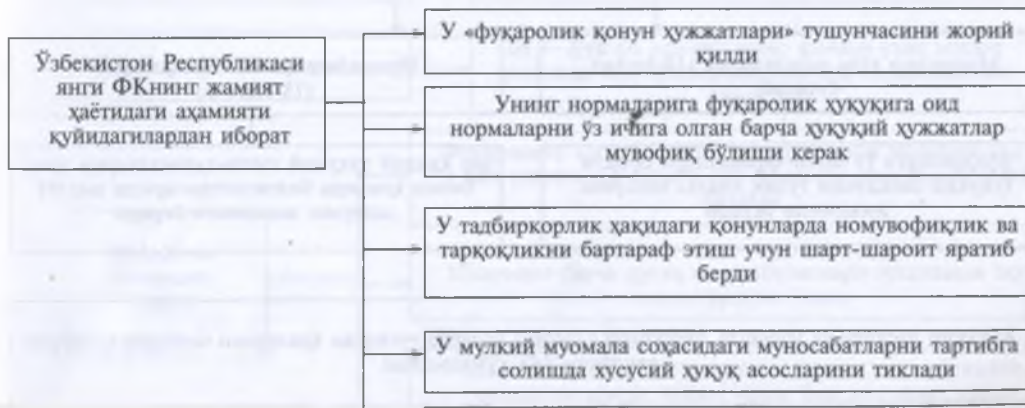 Ўзбекистон Республикаси
янги ФКнинг жамият
ҳаётидаги аҳамияти
қуйидагилардан иборат
У «фуқаролик қонун ҳужжатлари» тушунчасини жорий
қилди
Унинг нормаларига фуқаролик ҳуқуқига оид
нормаларни ўз ичига олган барча ҳуқуқий ҳужжатлар
мувофиқ бўлиши керак
У тадбиркорлик ҳақидаги қонунларда номувофиқлик ва
тарқоқликни бартараф этиш учун шарт-шароит яратиб
берди
У мулкий муомала соҳасидаги муносабатларни тартибга
солишда хусусий ҳуқуқ асосларини тиклади